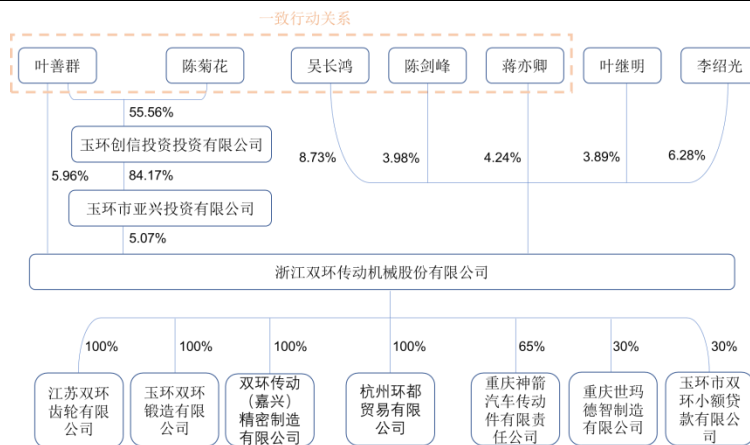 一致行动关系
叶善群
陈菊花
吴长鸿
陈剑峰
蒋亦卿
叶继明
李绍光
55.56%
玉环创信投资投资有限公司
8.73%
3.98%
4.24%
3.89%
6.28%
5.96%
84.17%
玉环市亚兴投资有限公司
5.07%
浙江双环传动机械股份有限公司
100%
100%
100%
100%
65%
30%
30%
江苏双环
齿轮有限
公司
玉环双环
锻造有限
公司
双环传动
（嘉兴）
精密制造
有限公司
杭州环都
贸易有限
公司
重庆神箭
汽车传动
件有限责
任公司
重庆世玛
德智制造
有限公司
玉环市双
环小额贷
款有限公
司